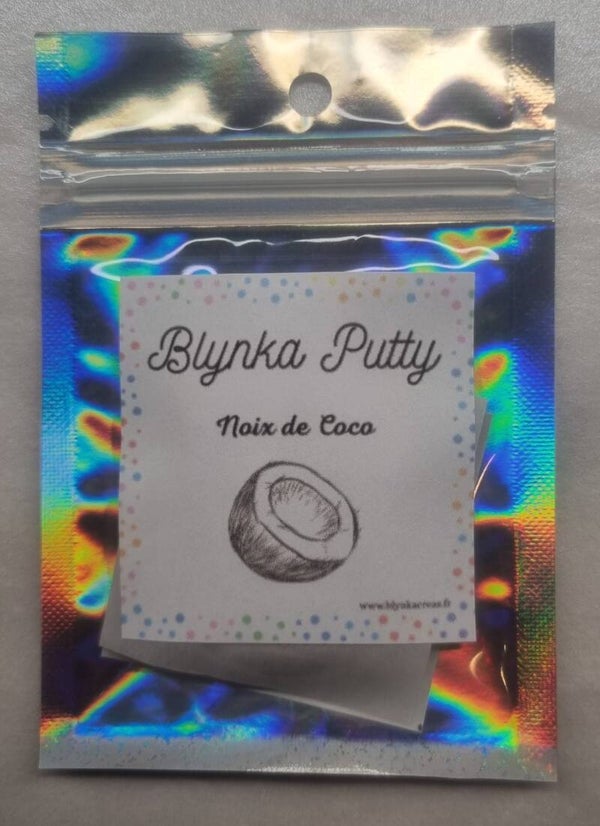 Blynka Putty
Noix de Coco
www.blynkacreas.fr